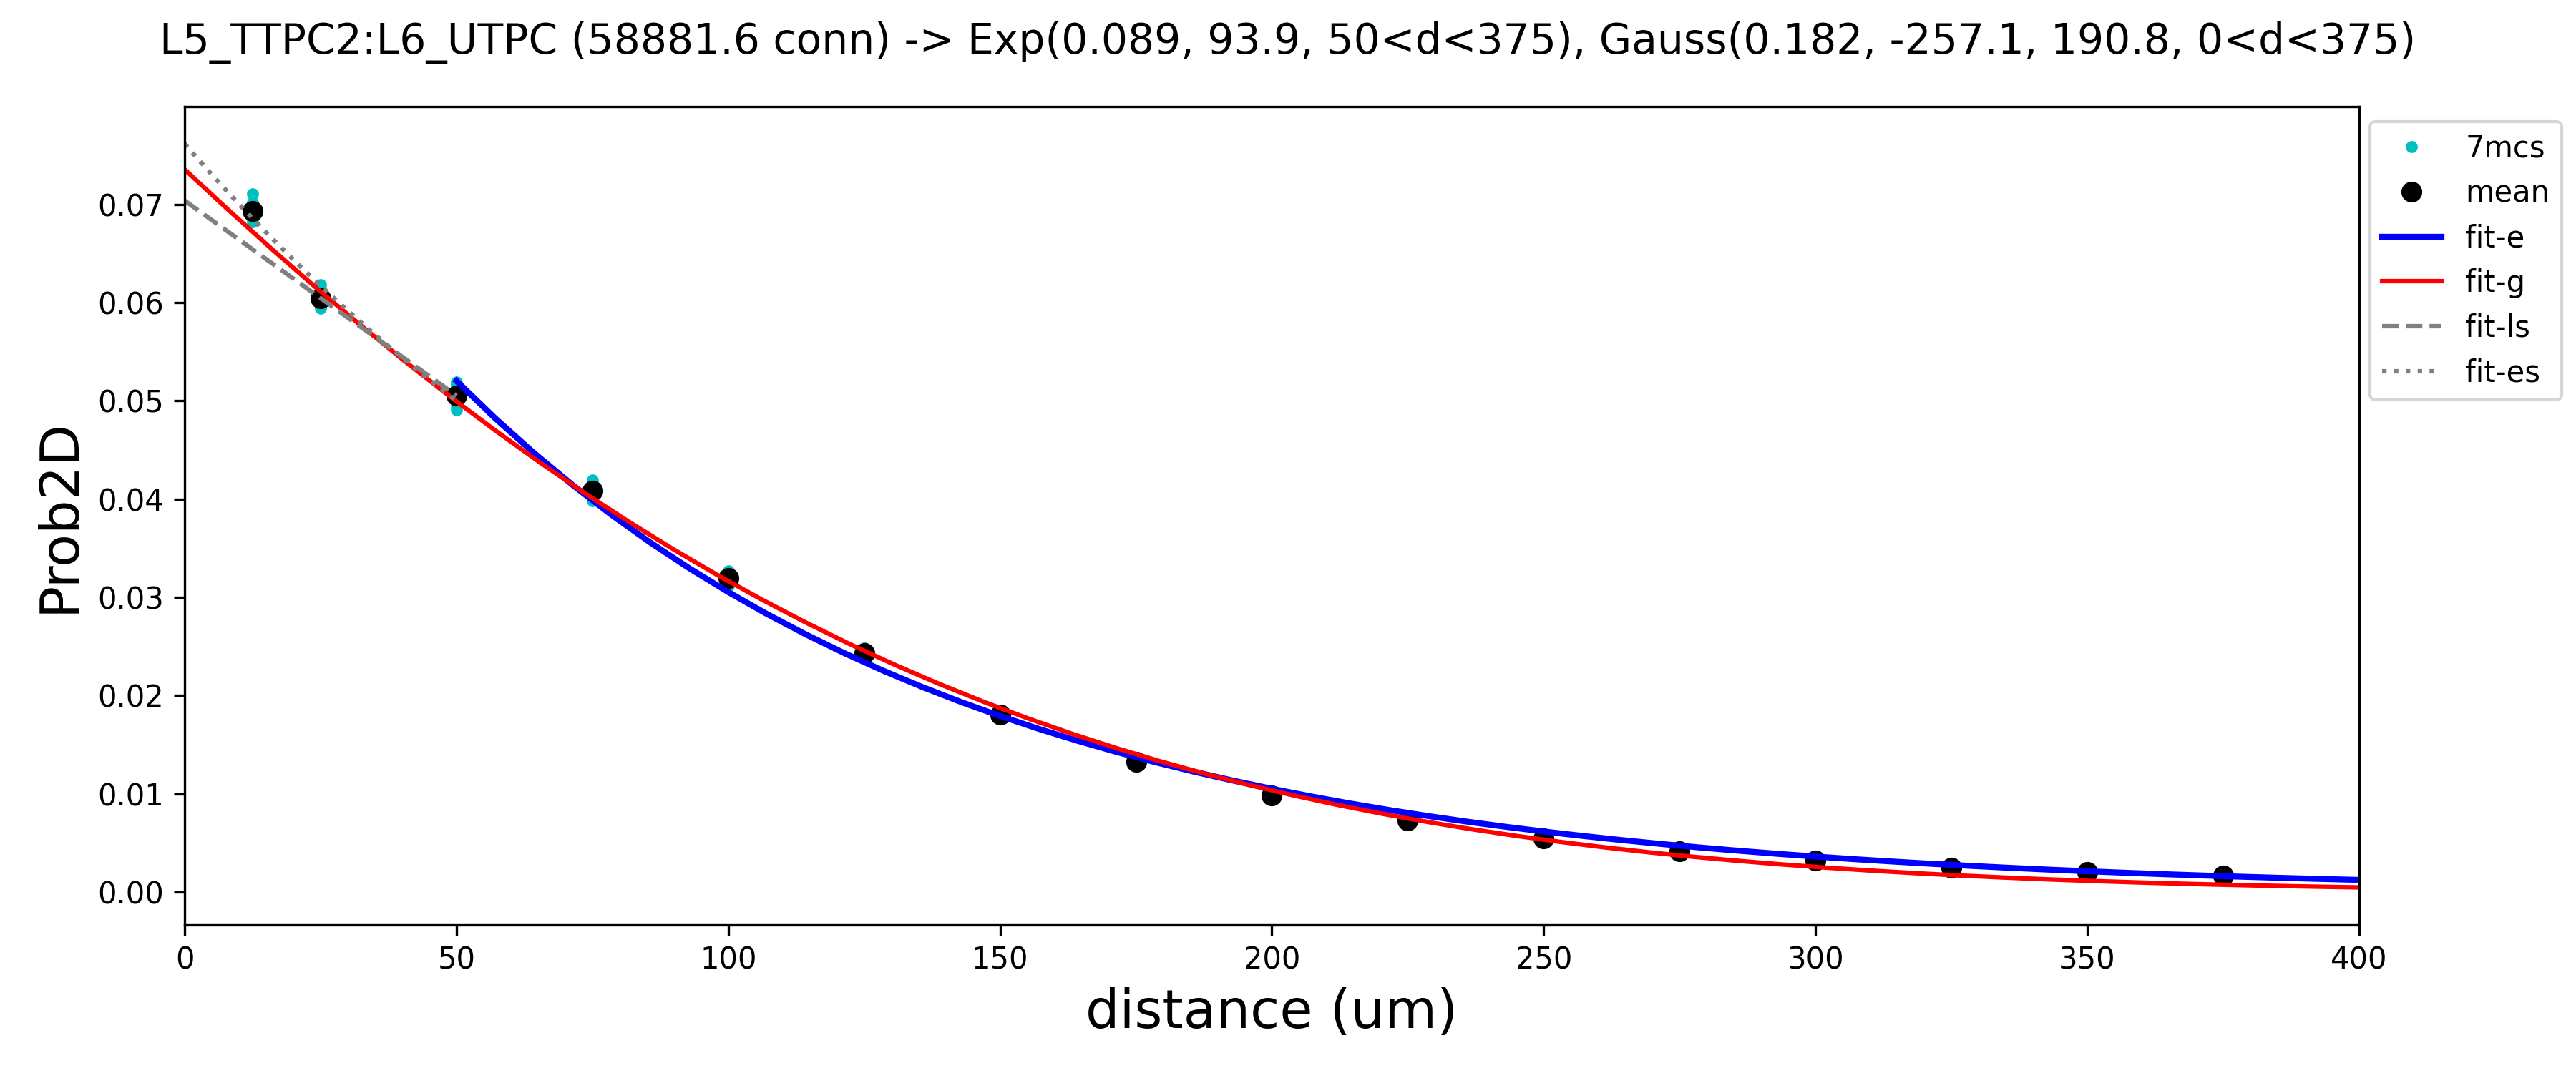 L5_TTPC2:L6_UTPC (58881.6 conn) -> Exp(0.089, 93.9, 50<d<375), Gauss(0.182, -257.1, 190.8, 0<d<375)
7mcs
mean
fit-e
fit-g
fit-ls
fit-es
Prob2D
0.07
0.06
0.05
0.04
0.03
0.02
0.01
0.00
0 50 100 150 200 250 300 350 400
distance (um)